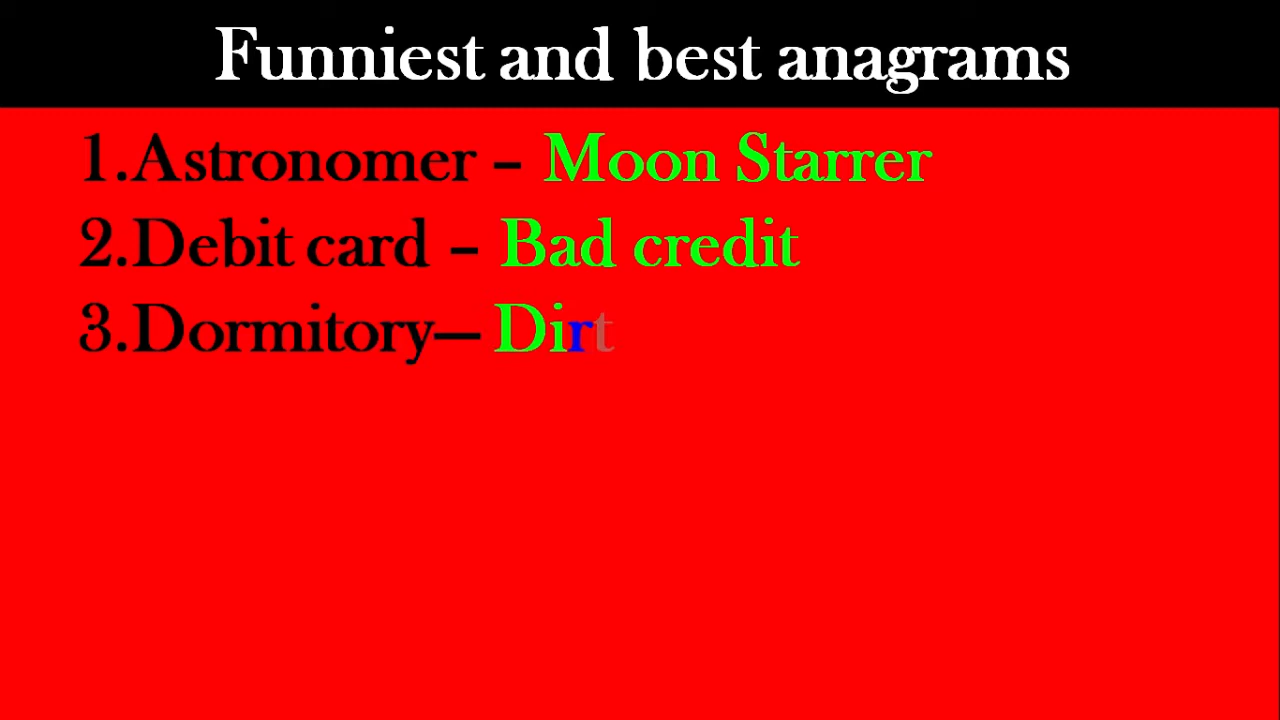 Funniest and best anagrams
1.Astronomer – Moon Starrer
2.Debit card – Bad credit
3.Dormitory— Dirt